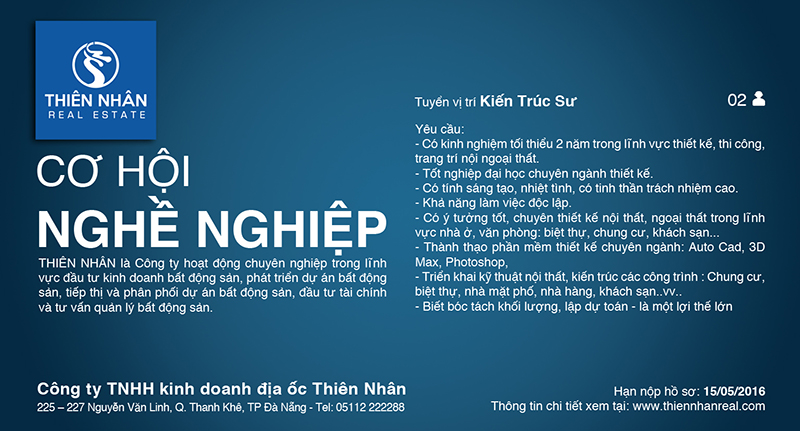 THIÊN NHÂN
REAL ESTATE
CƠ HỘI
NGHỀ NGHIỆP
THIÊN NHÂN là Công ty hoạt động chuyên nghiệp trong lĩnh
vực đầu tư kinh doanh bất động sản, phát triển dự án bất động
sản, tiếp thị và phân phối dự án bất động sản, đầu tư tài chính
và tư vấn quản lý bất động sản.
Tuyển vị trí Kiến Trúc Sư 02
Yêu cầu:
- Có kinh nghiệm tối thiểu 2 năm trong lĩnh vực thiết kế, thi công,
trang trí nội ngoại thất.
- Tốt nghiệp đại học chuyên ngành thiết kế.
- Có tính sáng tạo, nhiệt tình, có tinh thần trách nhiệm cao.
- Khả năng làm việc độc lập.
- Có ý tưởng tốt, chuyên thiết kế nội thất, ngoại thất trong lĩnh
vực nhà ở, văn phòng: biệt thự, chung cư, khách sạn...
- Thành thạo phần mềm thiết kế chuyên ngành: Auto Cad, 3D
Max, Photoshop,
- Triển khai kỹ thuật nội thất, kiến trúc các công trình : Chung cư,
biệt thự, nhà mặt phố, nhà hàng, khách sạn..vv..
- Biết bóc tách khối lượng, lập dự toán - là một lợi thế lớn
Công ty TNHH kinh doanh địa ốc Thiên Nhân
225 – 227 Nguyễn Văn Linh, Q. Thanh Khê, TP Đà Nẵng - Tel: 05112 222288
Hạn nộp hồ sơ: 15/05/2016
Thông tin chi tiết xem tại: www.thiennhanreal.com